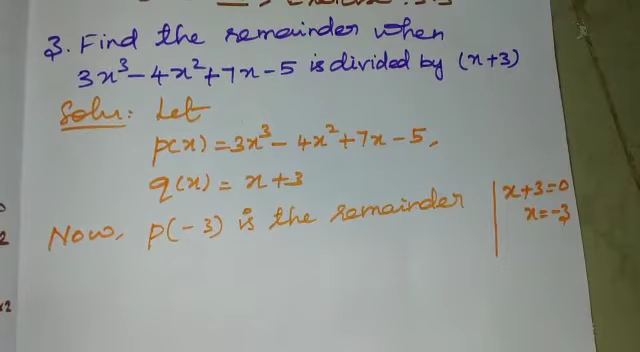 3. Find the remainder when
3x³ - 4x² + 7x - 5 is divided by (x+3)
Soln: Let
p(x) = 3x³ - 4x² + 7x - 5,
q(x) = x + 3
Now, p(-3) is the remainder
x + 3 = 0
x = -3